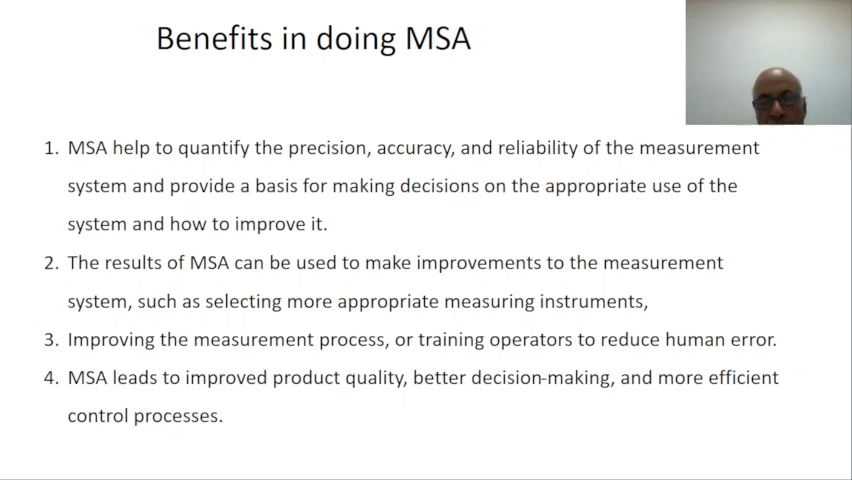 Benefits in doing MSA
1. MSA help to quantify the precision, accuracy, and reliability of the measurement
system and provide a basis for making decisions on the appropriate use of the
system and how to improve it.
2. The results of MSA can be used to make improvements to the measurement
system, such as selecting more appropriate measuring instruments,
3. Improving the measurement process, or training operators to reduce human error.
4. MSA leads to improved product quality, better decision-making, and more efficient
control processes.